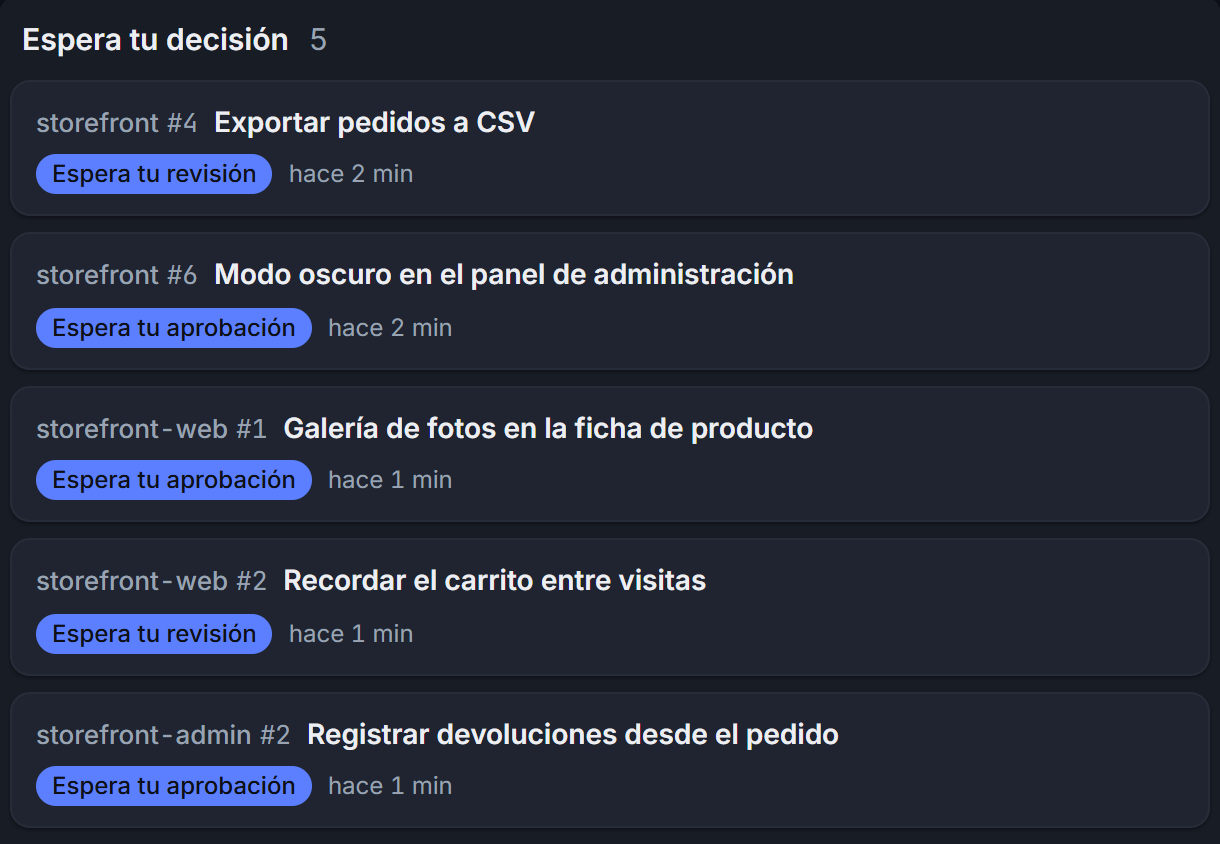 Espera tu decisión 5
storefront #4 Exportar pedidos a CSV
Espera tu revisión hace 2 min
storefront #6 Modo oscuro en el panel de administración
Espera tu aprobación hace 2 min
storefront-web #1 Galería de fotos en la ficha de producto
Espera tu aprobación hace 1 min
storefront-web #2 Recordar el carrito entre visitas
Espera tu revisión hace 1 min
storefront-admin #2 Registrar devoluciones desde el pedido
Espera tu aprobación hace 1 min